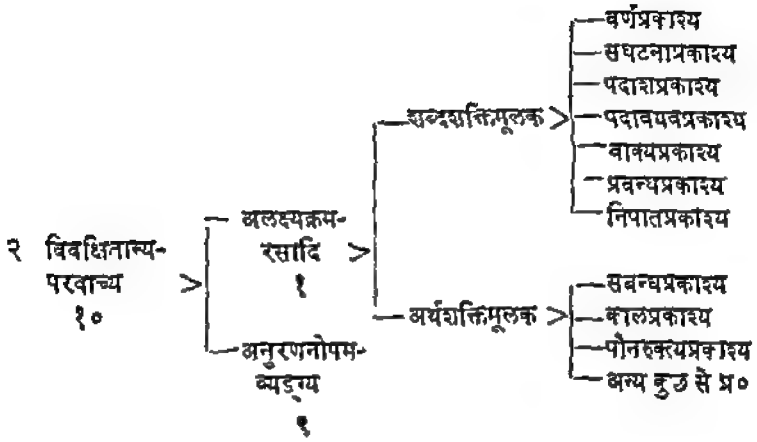 वर्णप्रकाश्य
सघटनाप्रकाश्य
पदाशप्रकाश्य
शब्दशक्तिमूलक > पदावयवप्रकाश्य
वाक्यप्रकाश्य
प्रवन्धप्रकाश्य
निपातप्रकाश्य
अलक्ष्यक्रम-
२ विवक्षितान्य- रसादि >
परवाच्य > १
१०
सबन्धप्रकाश्य
अर्थशक्तिमूलक > कालप्रकाश्य
अनुरणनोपम- पौनरुक्त्यप्रकाश्य
व्यङ्ग्य अन्य कुछ से प्र०
९